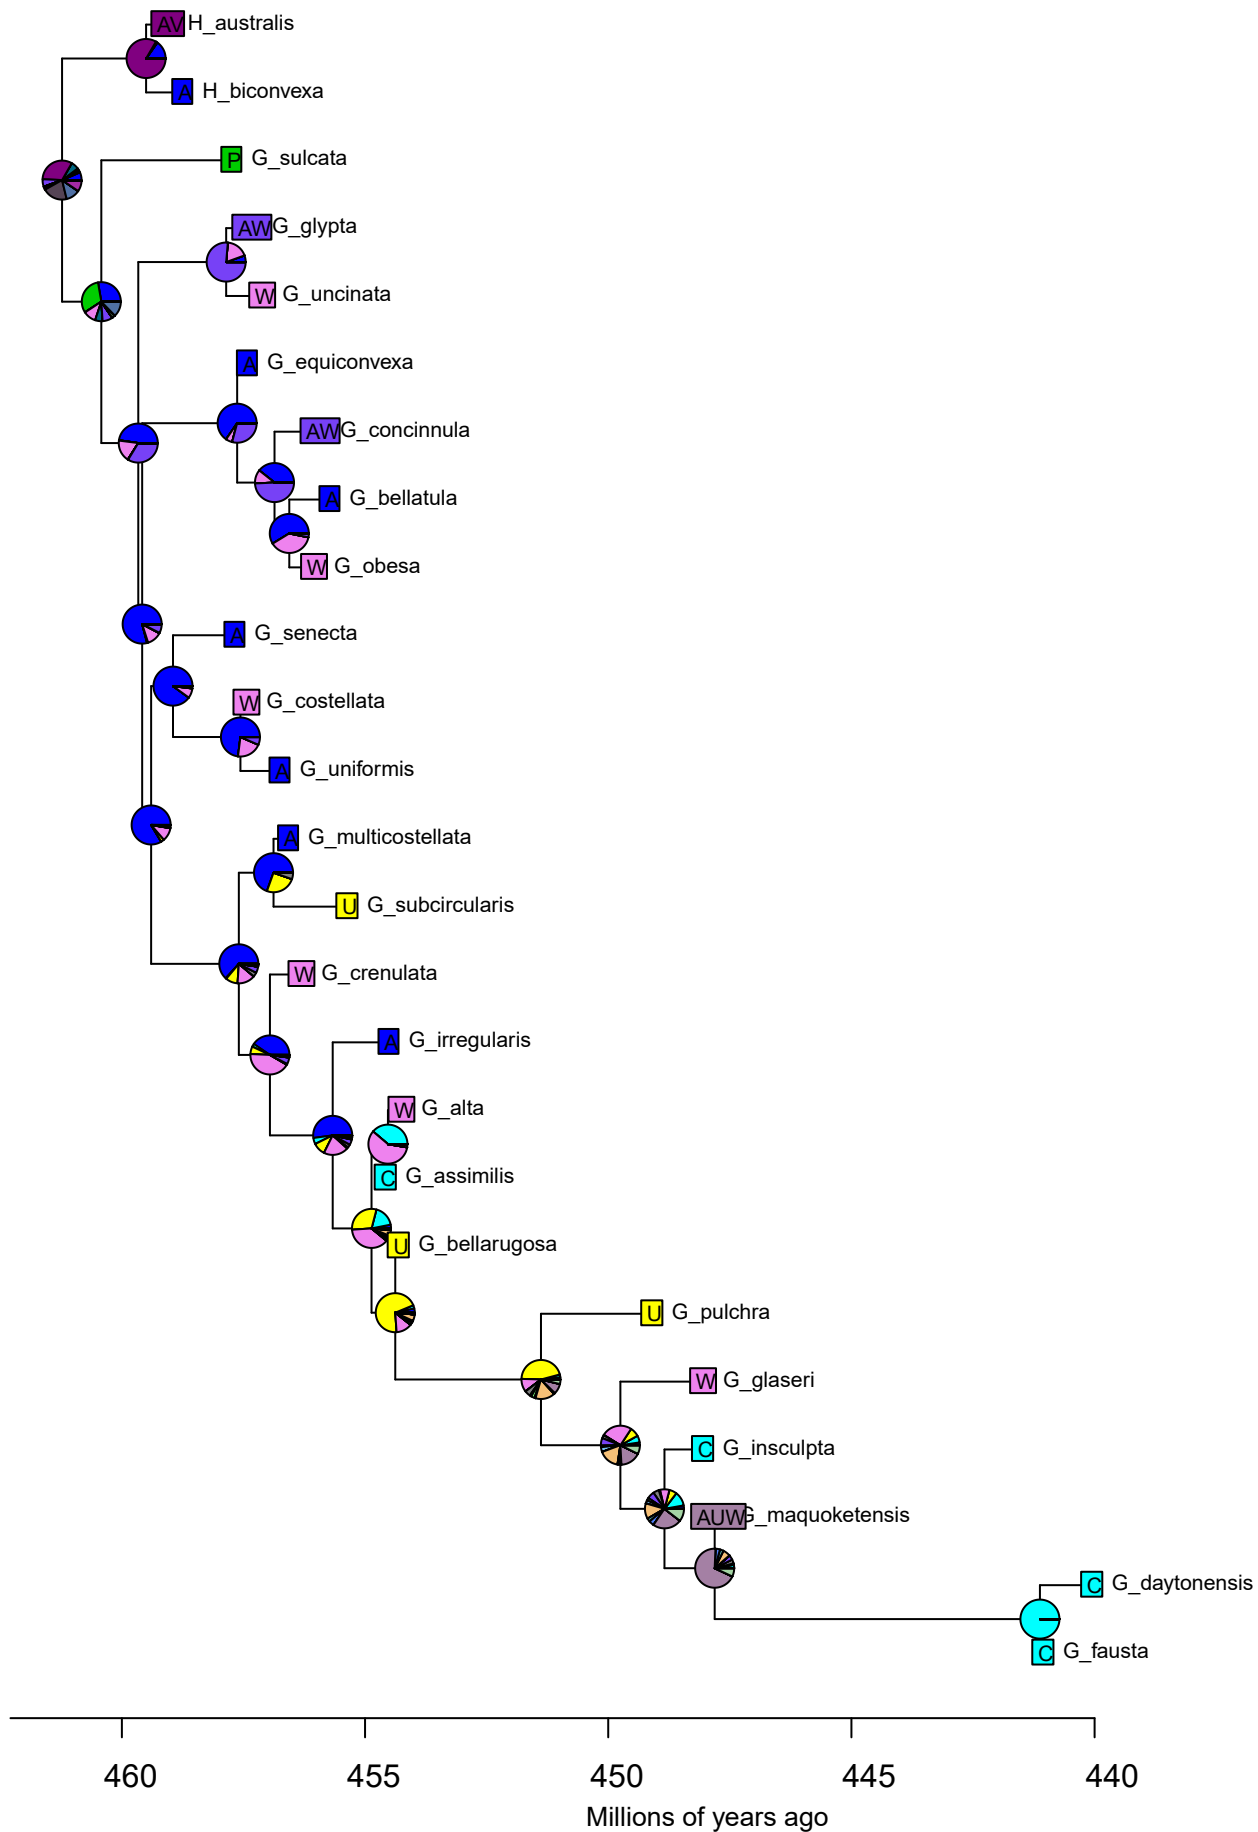 AV H_australis
A H_biconvexa
P G_sulcata
AW G_glypta
W G_uncinata
A G_equiconvexa
AW G_concinnula
A G_bellatula
W G_obesa
A G_senecta
W G_costellata
A G_uniformis
A G_multicostellata
U G_subcircularis
W G_crenulata
A G_irregularis
W G_alta
C G_assimilis
U G_bellarugosa
U G_pulchra
W G_glaseri
C G_insculpta
AUW G_maquoketensis
C G_daytonensis
C G_fausta
460 455 450 445 440
Millions of years ago